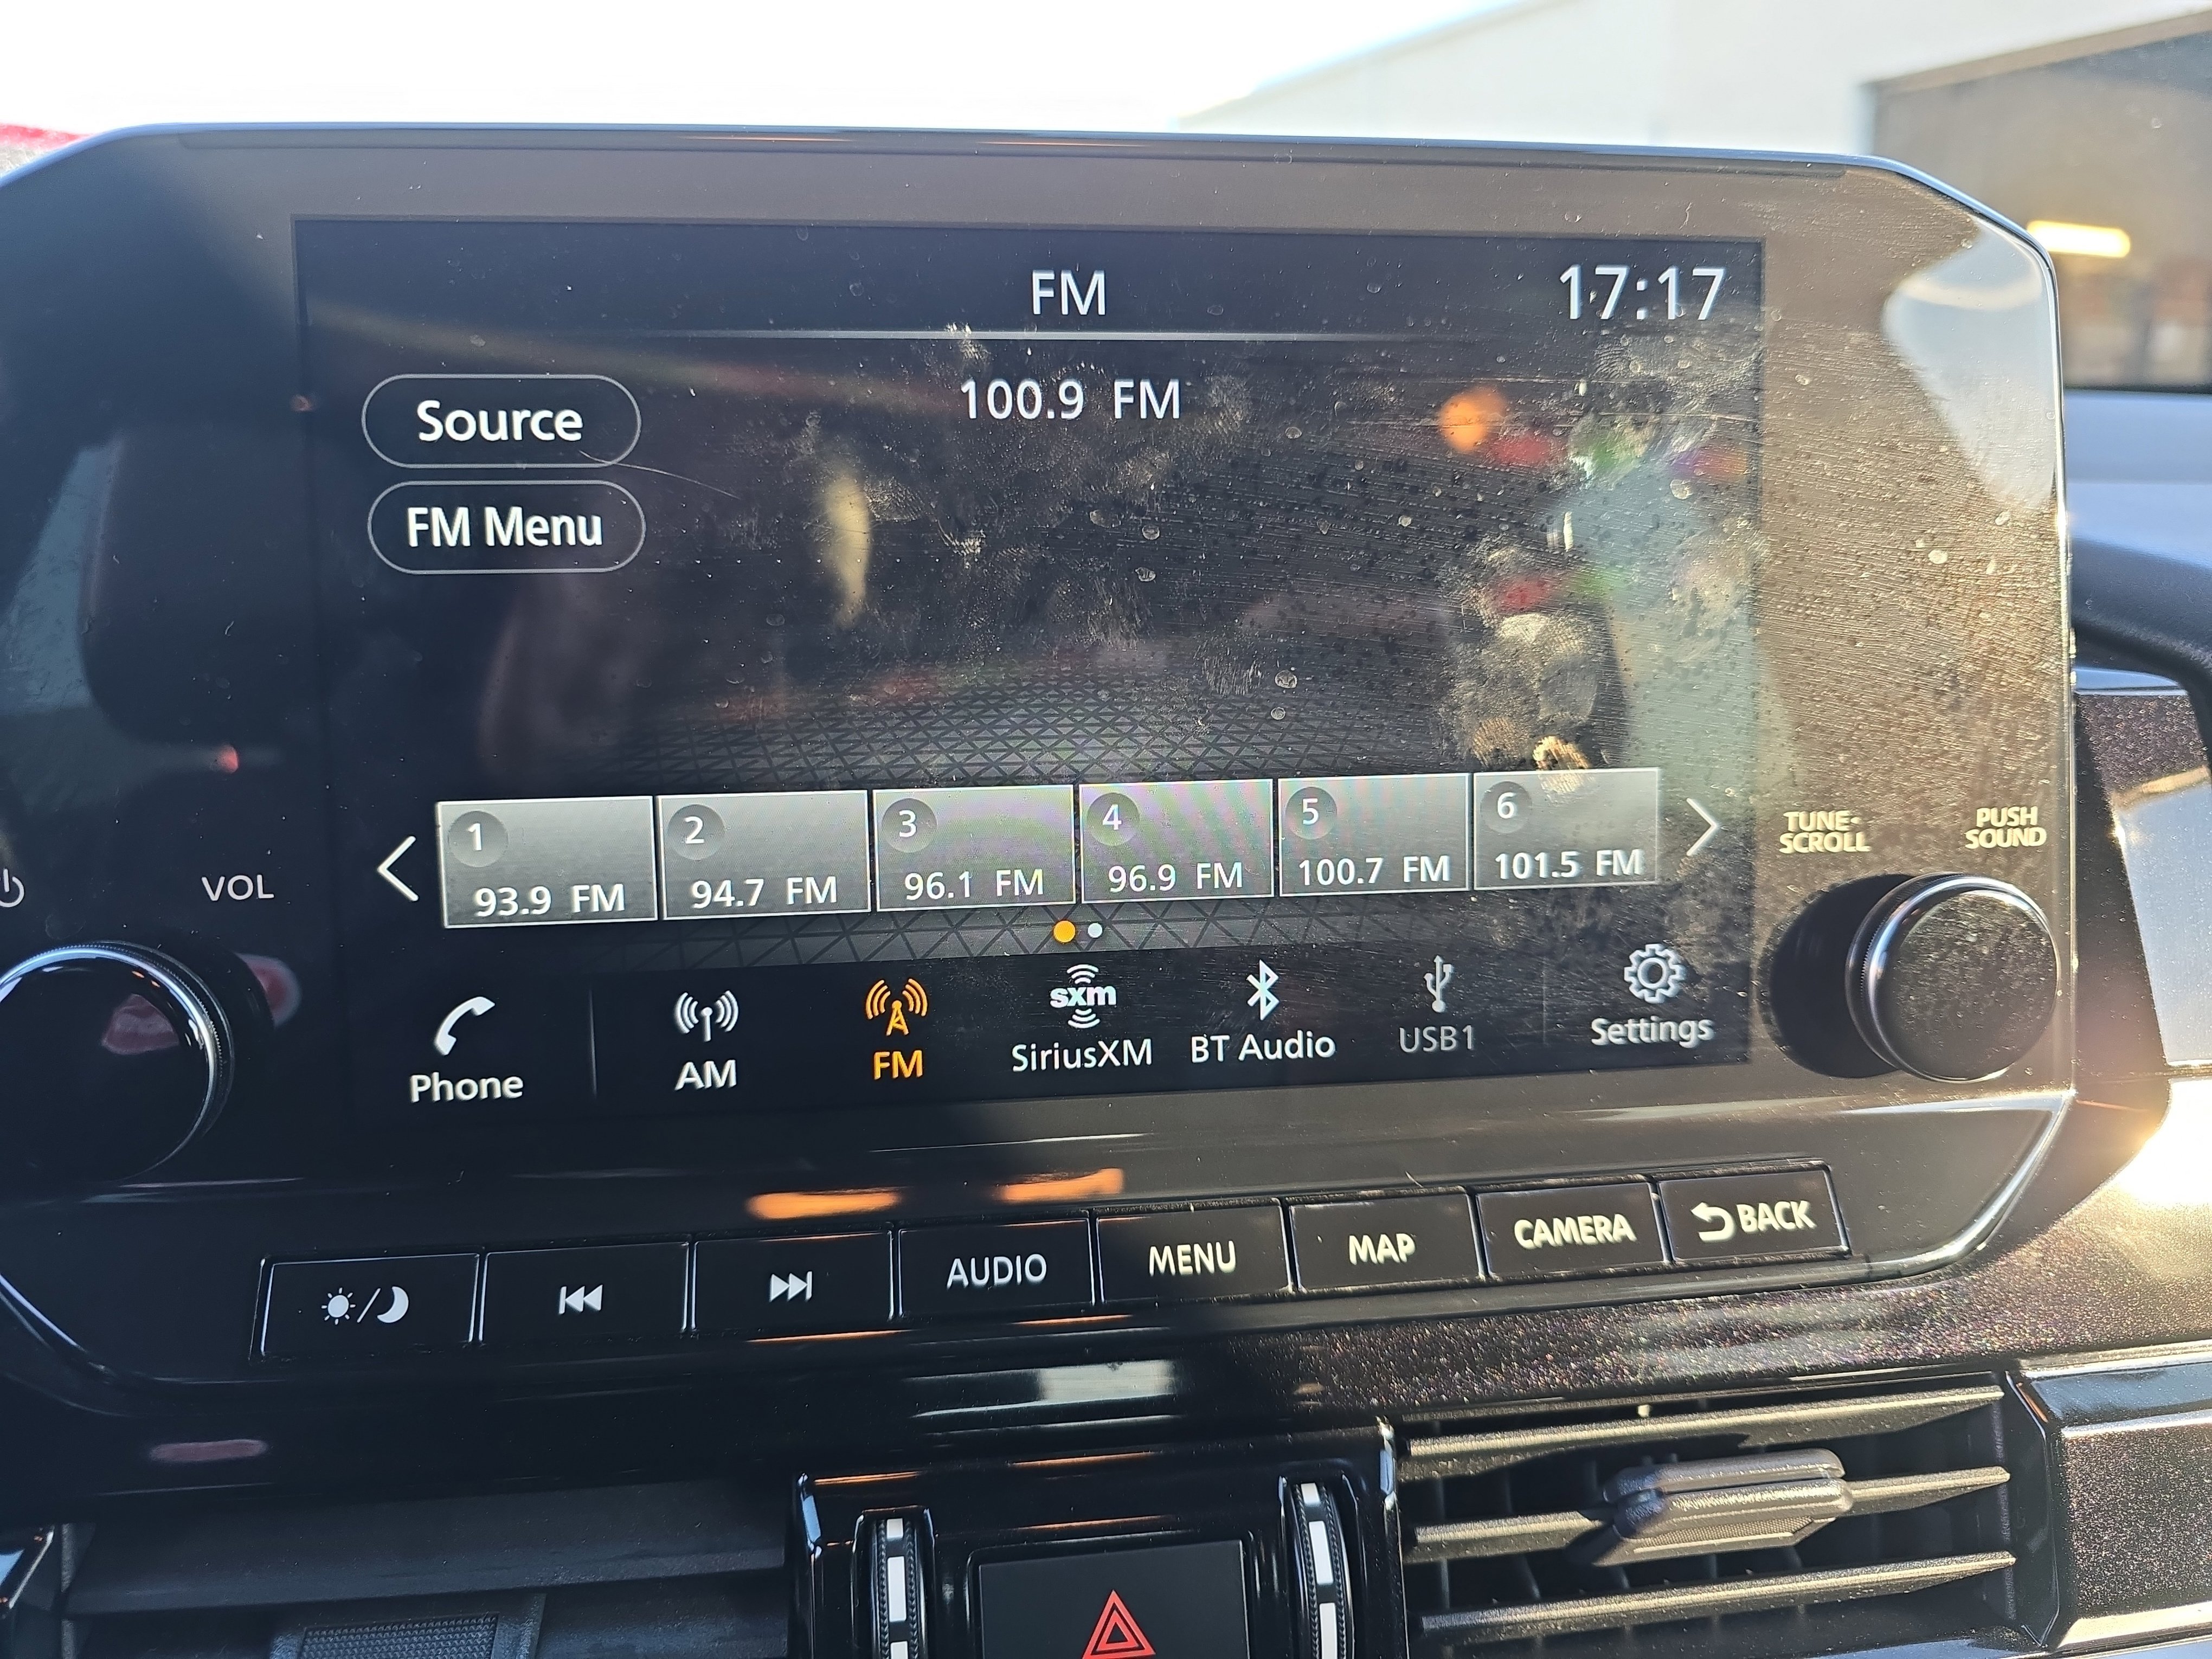 FM
17:17
100.9 FM
Source
FM Menu
1
93.9 FM
2
94.7 FM
3
96.1 FM
4
96.9 FM
5
100.7 FM
6
101.5 FM
VOL
TUNE•
SCROLL
PUSH
SOUND
Phone
AM
FM
sxm
SiriusXM
BT Audio
USB1
Settings
AUDIO
MENU
MAP
CAMERA
BACK